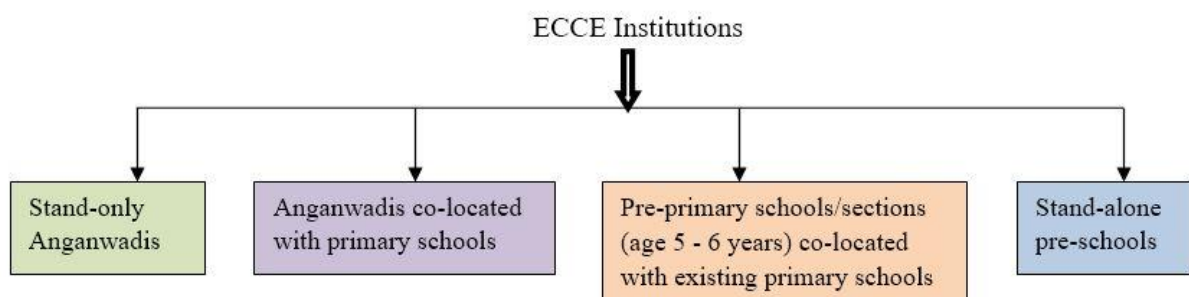 ECCE Institutions
Stand-only
Anganwadis
Anganwadis co-located
with primary schools
Pre-primary schools/sections
(age 5 - 6 years) co-located
with existing primary schools
Stand-alone
pre-schools